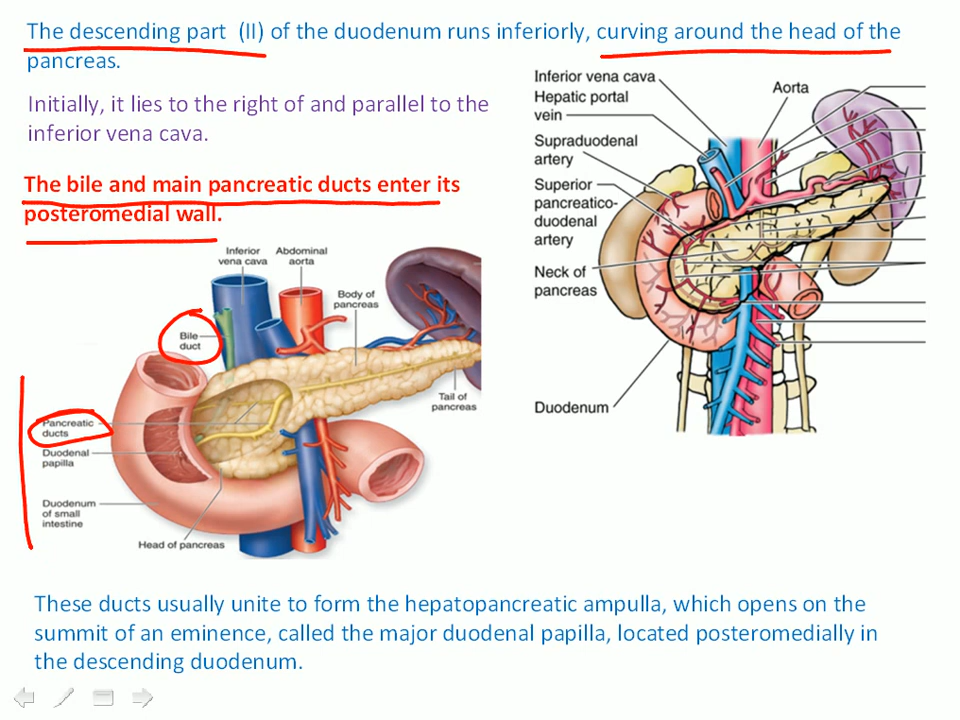 The descending part (II) of the duodenum runs inferiorly, curving around the head of the
pancreas.
Initially, it lies to the right of and parallel to the
inferior vena cava.
The bile and main pancreatic ducts enter its
posteromedial wall.
Inferior vena cava
Hepatic portal
vein
Aorta
Supraduodenal
artery
Superior
pancreatico-
duodenal
artery
Neck of
pancreas
Duodenum
Inferior
vena cava
Abdominal
aorta
Body of
pancreas
Bile
duct
Tail of
pancreas
Pancreatic
ducts
Duodenal
papilla
Duodenum
of small
intestine
Head of pancreas
These ducts usually unite to form the hepatopancreatic ampulla, which opens on the
summit of an eminence, called the major duodenal papilla, located posteromedially in
the descending duodenum.